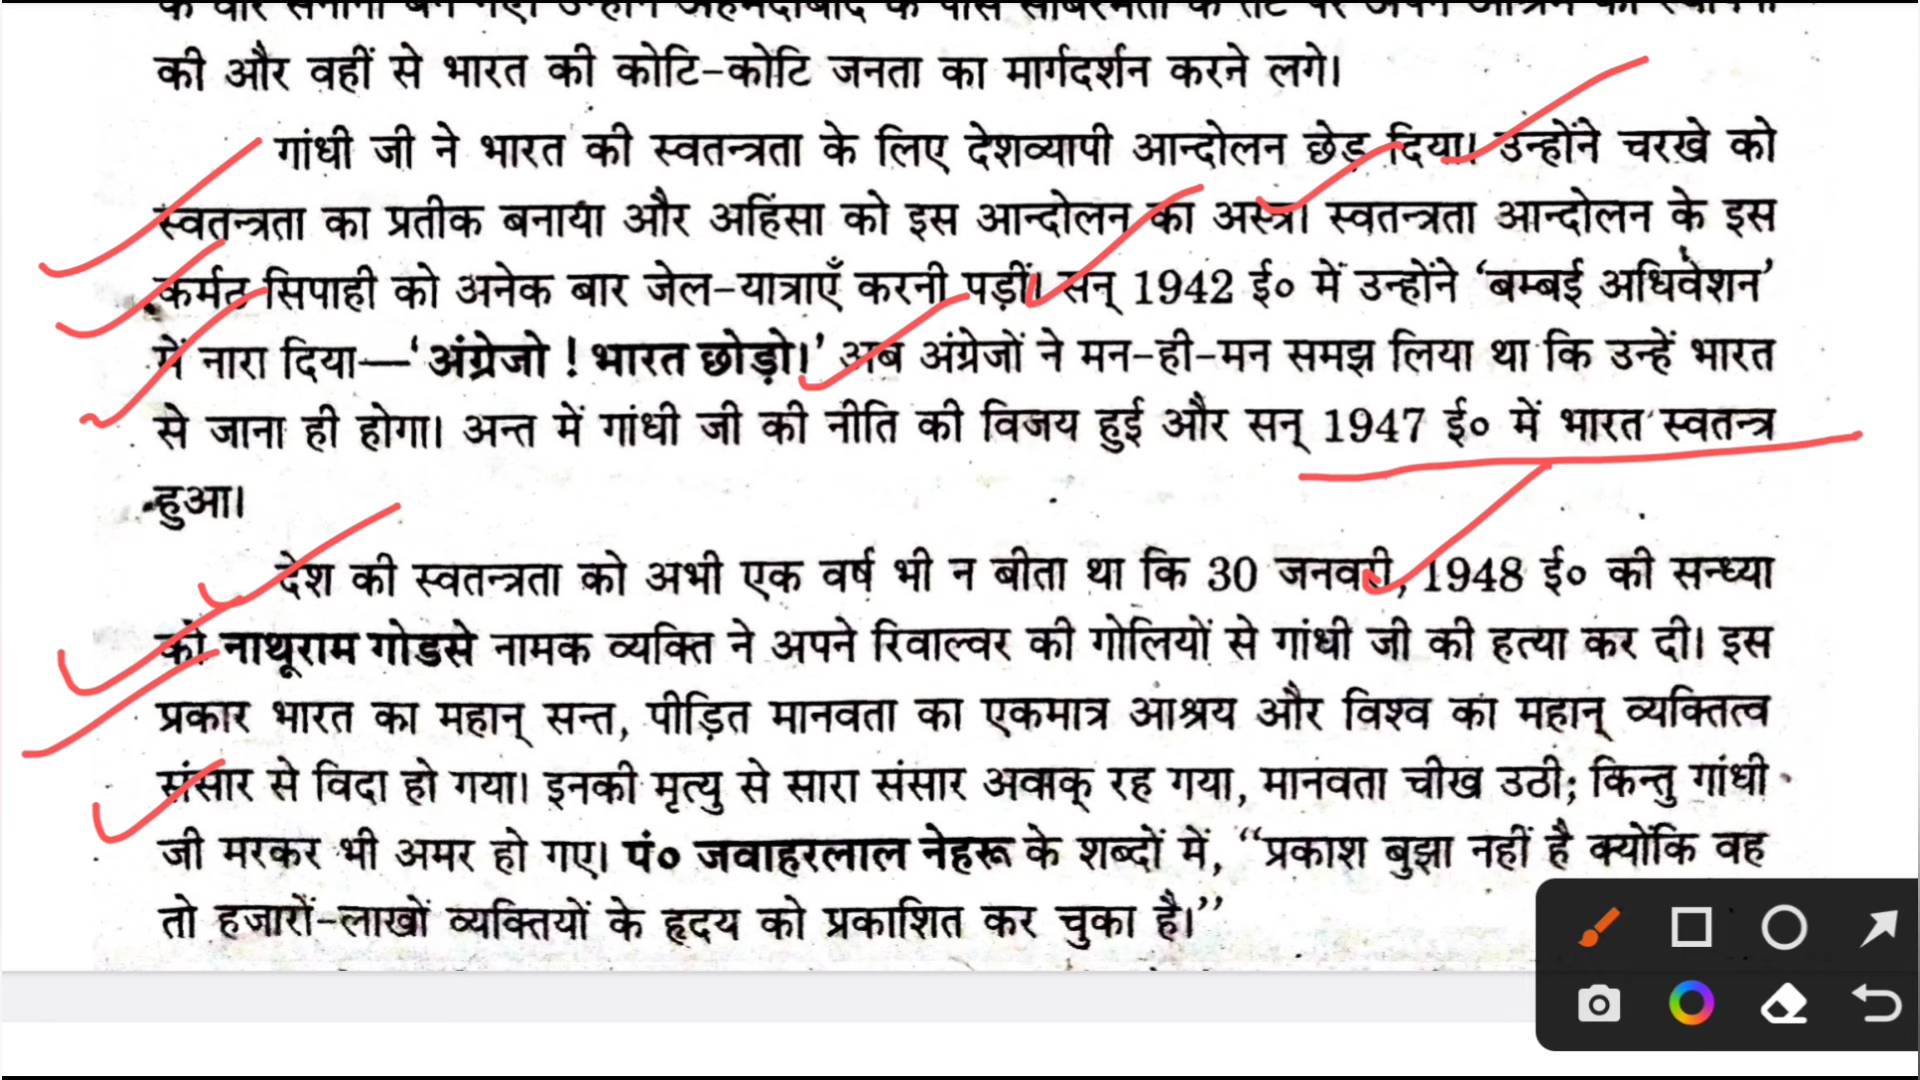 की और वहीं से भारत की कोटि-कोटि जनता का मार्गदर्शन करने लगे।
गांधी जी ने भारत की स्वतन्त्रता के लिए देशव्यापी आन्दोलन छेड़ दिया। उन्होंने चरखे को
स्वतन्त्रता का प्रतीक बनाया और अहिंसा को इस आन्दोलन का अस्त्र। स्वतन्त्रता आन्दोलन के इस
कर्मठ सिपाही को अनेक बार जेल-यात्राएँ करनी पड़ीं। सन् 1942 ई० में उन्होंने ‘बम्बई अधिवेशन’
में नारा दिया—‘अंग्रेजो ! भारत छोड़ो।’ अब अंग्रेजों ने मन-ही-मन समझ लिया था कि उन्हें भारत
से जाना ही होगा। अन्त में गांधी जी की नीति की विजय हुई और सन् 1947 ई० में भारत स्वतन्त्र
हुआ।
देश की स्वतन्त्रता को अभी एक वर्ष भी न बीता था कि 30 जनवरी, 1948 ई० की सन्ध्या
को नाथूराम गोडसे नामक व्यक्ति ने अपने रिवाल्वर की गोलियों से गांधी जी की हत्या कर दी। इस
प्रकार भारत का महान् सन्त, पीड़ित मानवता का एकमात्र आश्रय और विश्व का महान् व्यक्तित्व
संसार से विदा हो गया। इनकी मृत्यु से सारा संसार अवाक् रह गया, मानवता चीख उठी; किन्तु गांधी
जी मरकर भी अमर हो गए। पं० जवाहरलाल नेहरू के शब्दों में, “प्रकाश बुझा नहीं है क्योंकि वह
तो हजारों-लाखों व्यक्तियों के हृदय को प्रकाशित कर चुका है।”